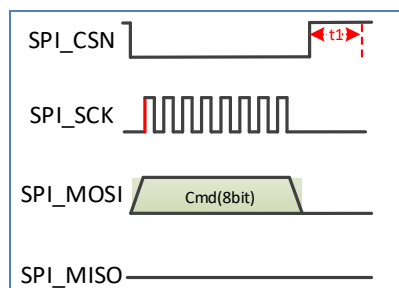 SPI_CSN
t1
SPI_SCK
SPI_MOSI
Cmd(8bit)
SPI_MISO